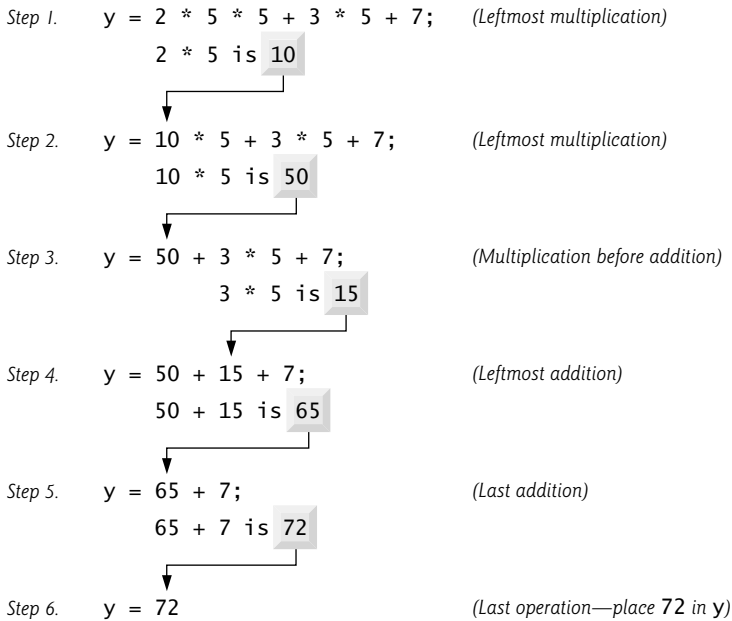 Step 1. y = 2 * 5 * 5 + 3 * 5 + 7; (Leftmost multiplication)
2 * 5 is 10
Step 2. y = 10 * 5 + 3 * 5 + 7; (Leftmost multiplication)
10 * 5 is 50
Step 3. y = 50 + 3 * 5 + 7; (Multiplication before addition)
3 * 5 is 15
Step 4. y = 50 + 15 + 7; (Leftmost addition)
50 + 15 is 65
Step 5. y = 65 + 7; (Last addition)
65 + 7 is 72
Step 6. y = 72 (Last operation—place 72 in y)